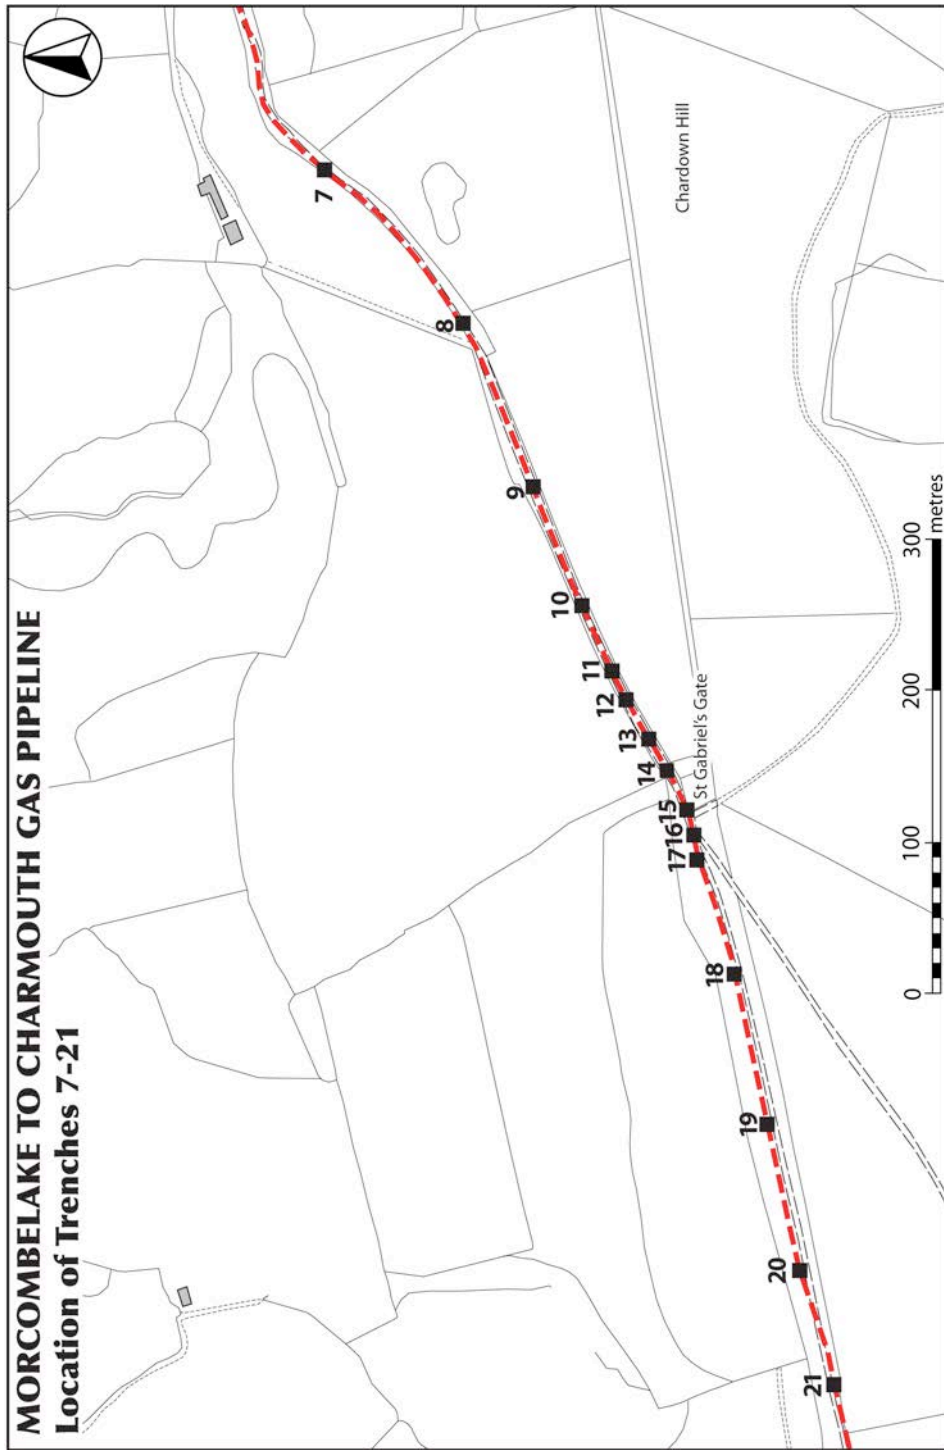 MORCOMBELAKE TO CHARMOUTH GAS PIPELINE
Location of Trenches 7-21
7
8
9
10
11
12
13
14
15
16
17
18
19
20
21
Chardown Hill
St Gabriel's Gate
0 100 200 300
metres